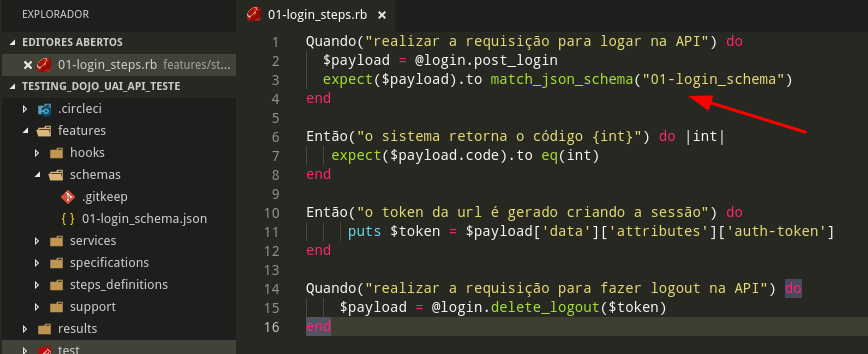 EXPLORADOR
EDITORES ABERTOS
01-login_steps.rb features/st...
TESTING_DOJO_UAI_API_TESTE
.circleci
features
hooks
schemas
.gitkeep
{ } 01-login_schema.json
services
specifications
steps_definitions
support
results
test
01-login_steps.rb ×
1 Quando("realizar a requisição para logar na API") do
2 $payload = @login.post_login
3 expect($payload).to match_json_schema("01-login_schema")
4 end
5
6 Então("o sistema retorna o código {int}") do |int|
7 expect($payload.code).to eq(int)
8 end
9
10 Então("o token da url é gerado criando a sessão") do
11 puts $token = $payload['data']['attributes']['auth-token']
12 end
13
14 Quando("realizar a requisição para fazer logout na API") do
15 $payload = @login.delete_logout($token)
16 end